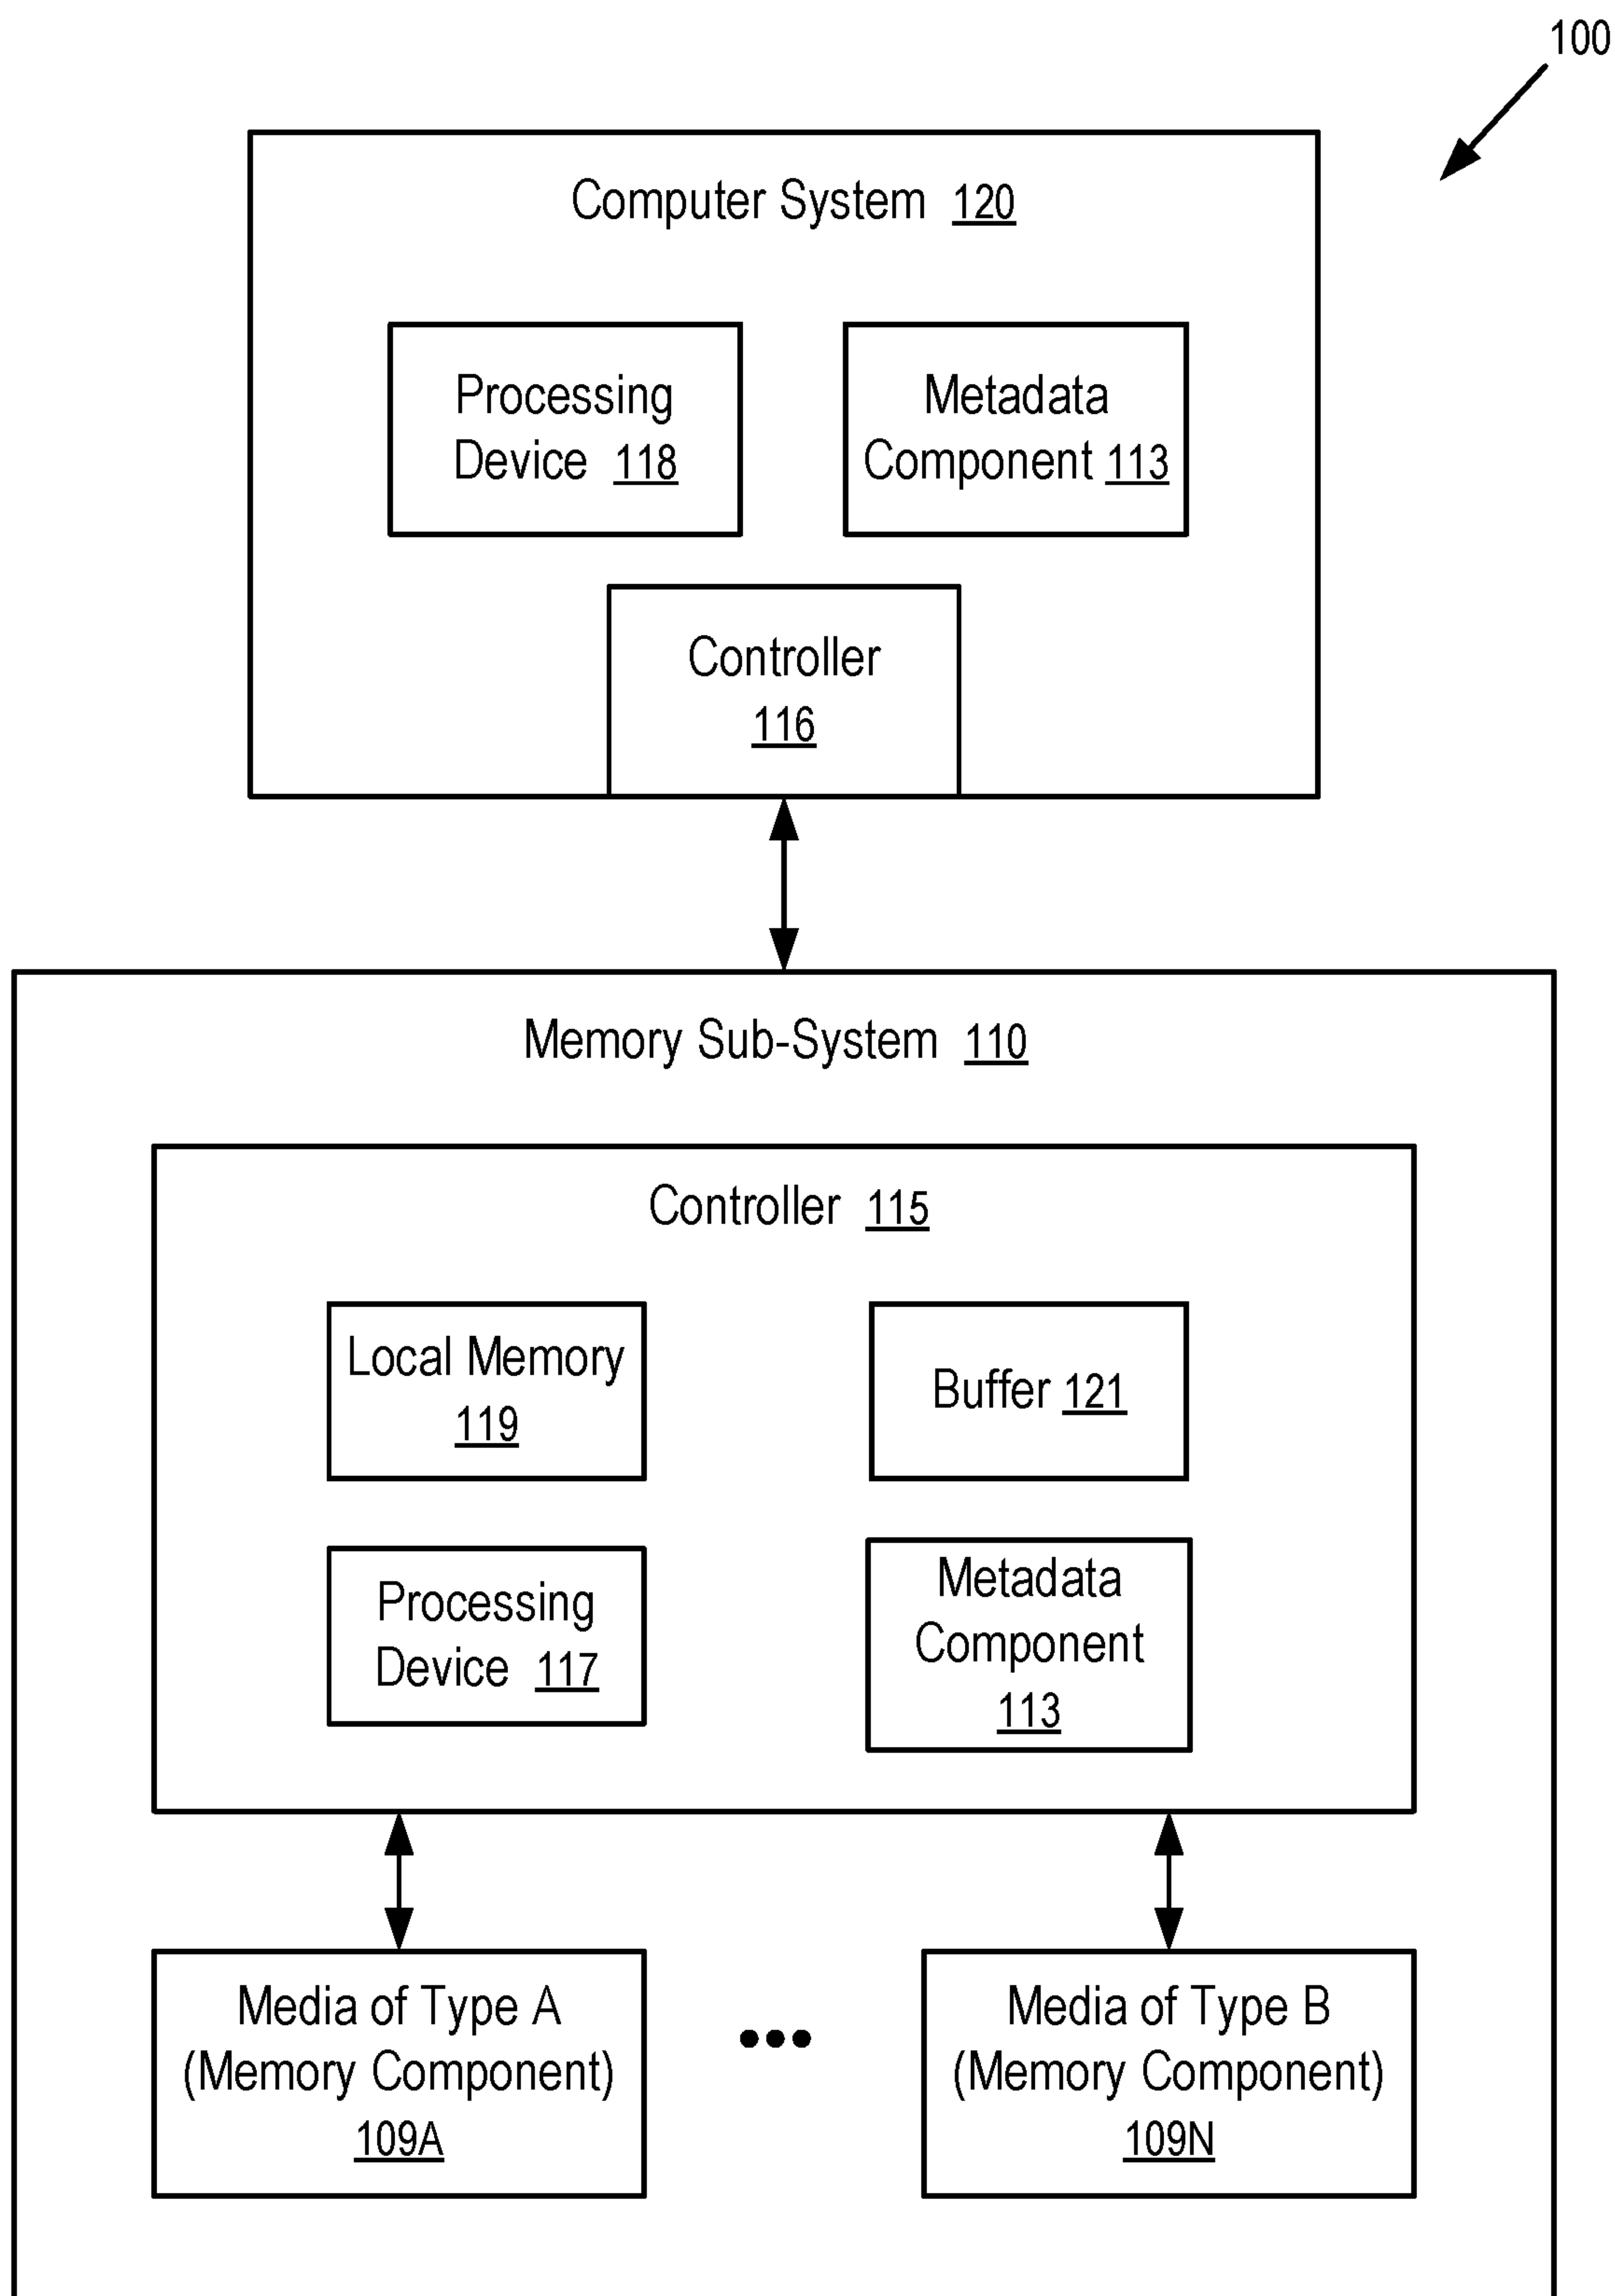 100
Computer System 120
Processing
Device 118
Metadata
Component 113
Controller
116
Memory Sub-System 110
Controller 115
Local Memory
119
Buffer 121
Processing
Device 117
Metadata
Component
113
Media of Type A
(Memory Component)
109A
Media of Type B
(Memory Component)
109N